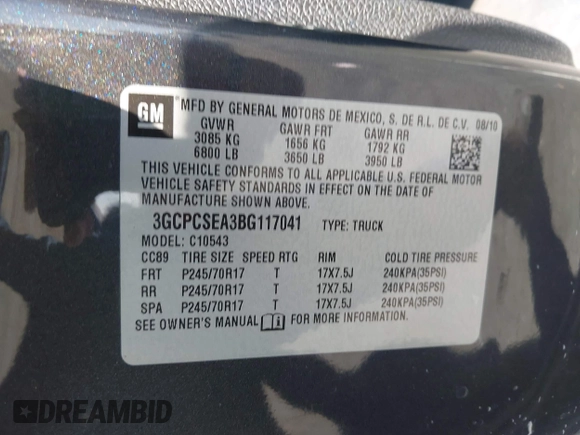 GM MFD BY GENERAL MOTORS DE MEXICO, S. DE R.L. DE C.V. 08/10
GVWR GAWR FRT GAWR RR
3085 KG 1656 KG 1792 KG
6800 LB 3650 LB 3950 LB
THIS VEHICLE CONFORMS TO ALL APPLICABLE U.S. FEDERAL MOTOR
VEHICLE SAFETY STANDARDS IN EFFECT ON THE DATE OF
MANUFACTURE SHOWN ABOVE.
3GCPCSEA3BG117041 TYPE: TRUCK
MODEL: C10543
CC89 TIRE SIZE SPEED RTG RIM COLD TIRE PRESSURE
FRT P245/70R17 T 17X7.5J 240KPA(35PSI)
RR P245/70R17 T 17X7.5J 240KPA(35PSI)
SPA P245/70R17 T 17X7.5J 240KPA(35PSI)
SEE OWNER'S MANUAL FOR MORE INFORMATION.
DREAMBID